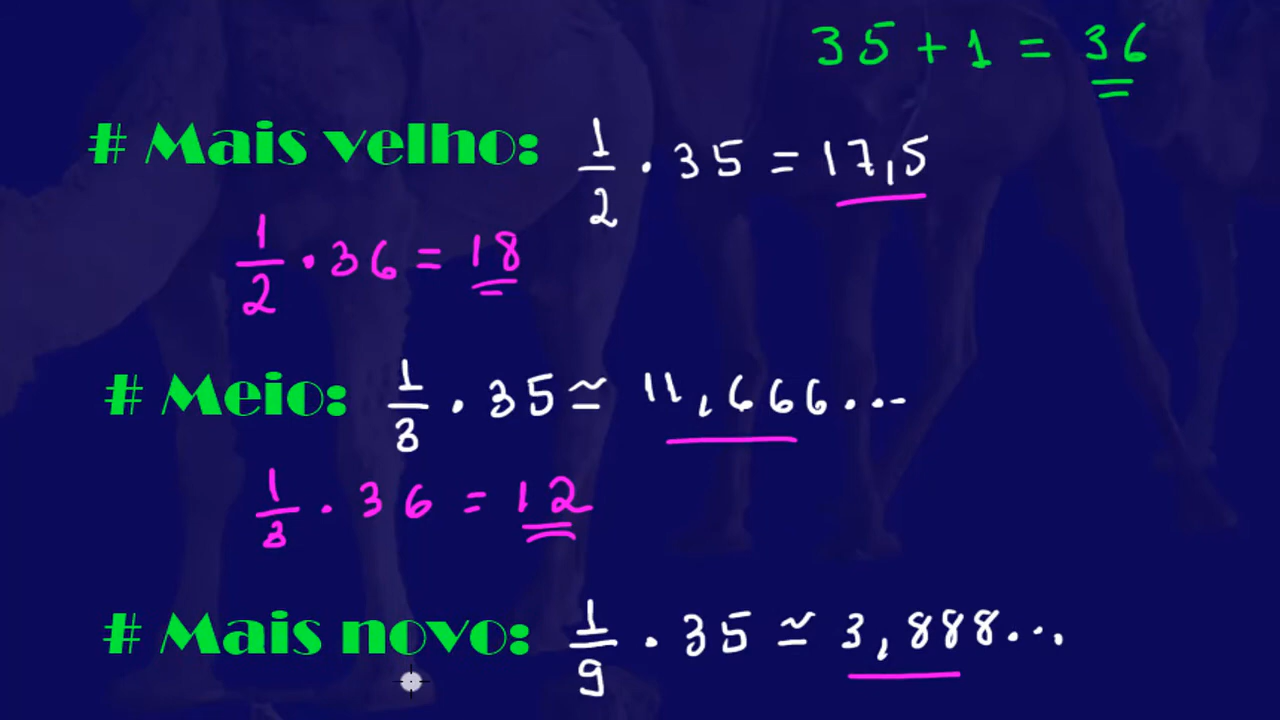 35 + 1 = 36
# Mais velho: 1/2 · 35 = 17,5
1/2 · 36 = 18
# Meio: 1/3 · 35 ≃ 11,666...
1/3 · 36 = 12
# Mais novo: 1/9 · 35 ≃ 3,888...